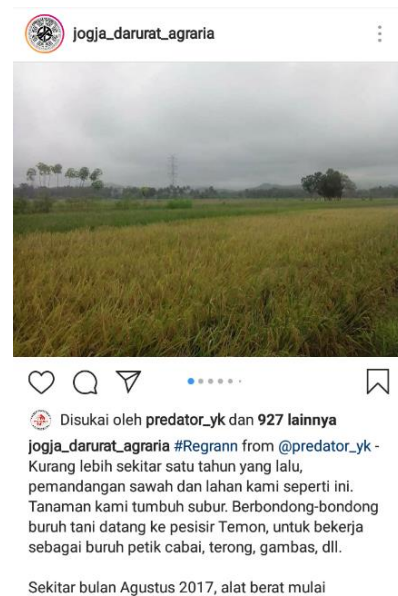 jogja_darurat_agraria
Disukai oleh predator_yk dan 927 lainnya
jogja_darurat_agraria #Regrann from @predator_yk -
Kurang lebih sekitar satu tahun yang lalu,
pemandangan sawah dan lahan kami seperti ini.
Tanaman kami tumbuh subur. Berbondong-bondong
buruh tani datang ke pesisir Temon, untuk bekerja
sebagai buruh petik cabai, terong, gambas, dll.
Sekitar bulan Agustus 2017, alat berat mulai